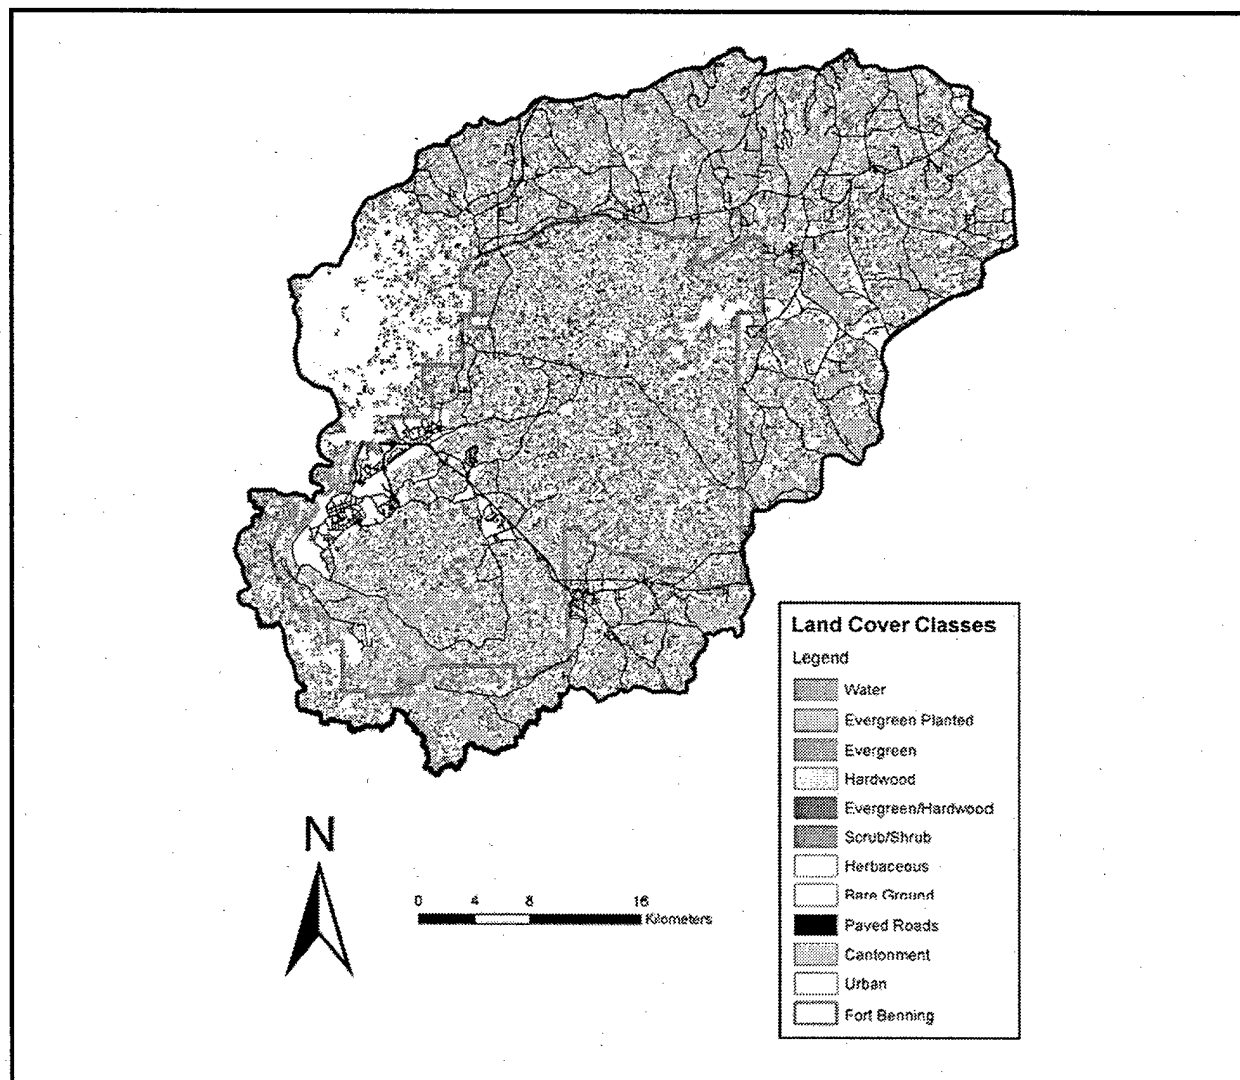 Land Cover Classes
Legend
Water
Evergreen Planted
Evergreen
Hardwood
Evergreen/Hardwood
Scrub/Shrub
Herbaceous
Bare Ground
Paved Roads
Cantonment
Urban
Fort Benning
N
0 4 8 16
Kilometers